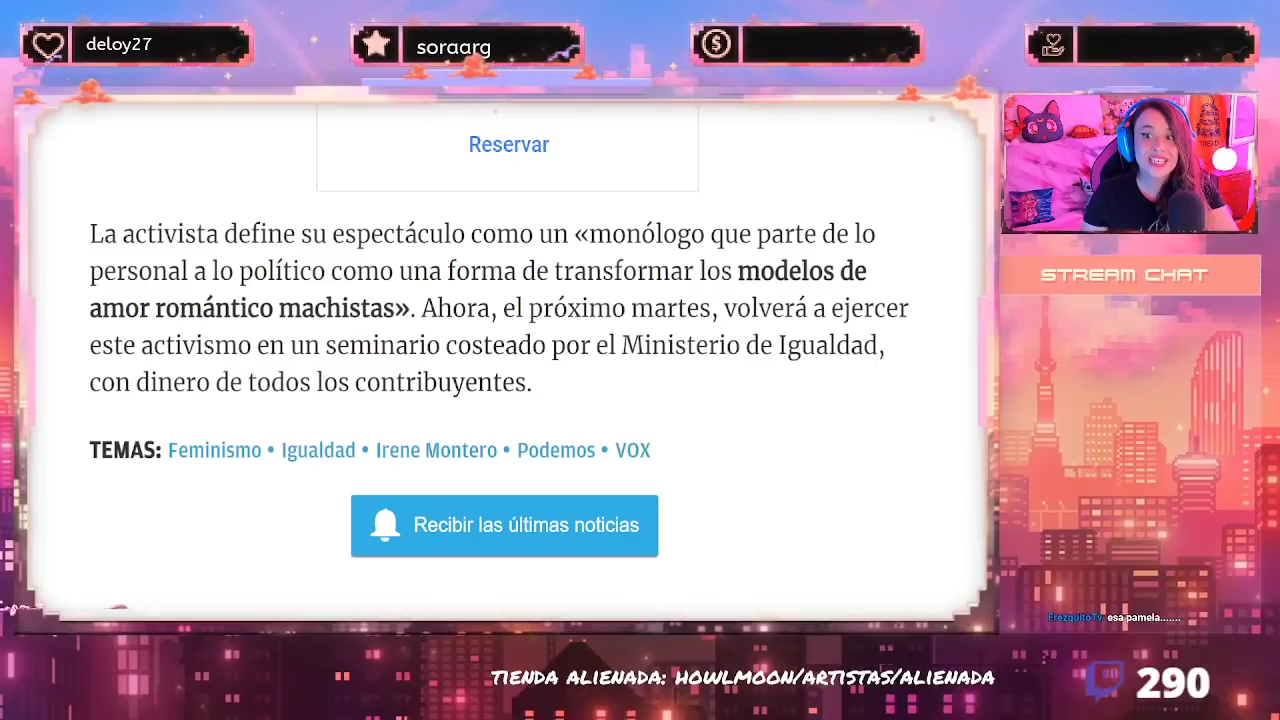 deloy27
soraarg
Reservar
La activista define su espectáculo como un «monólogo que parte de lo
personal a lo político como una forma de transformar los modelos de
amor romántico machistas». Ahora, el próximo martes, volverá a ejercer
este activismo en un seminario costeado por el Ministerio de Igualdad,
con dinero de todos los contribuyentes.
TEMAS: Feminismo • Igualdad • Irene Montero • Podemos • VOX
Recibir las últimas noticias
STREAM CHAT
FrezquitoTv esa pamela.......
TIENDA ALIENADA: HOWLMOON/ARTISTAS/ALIENADA
290